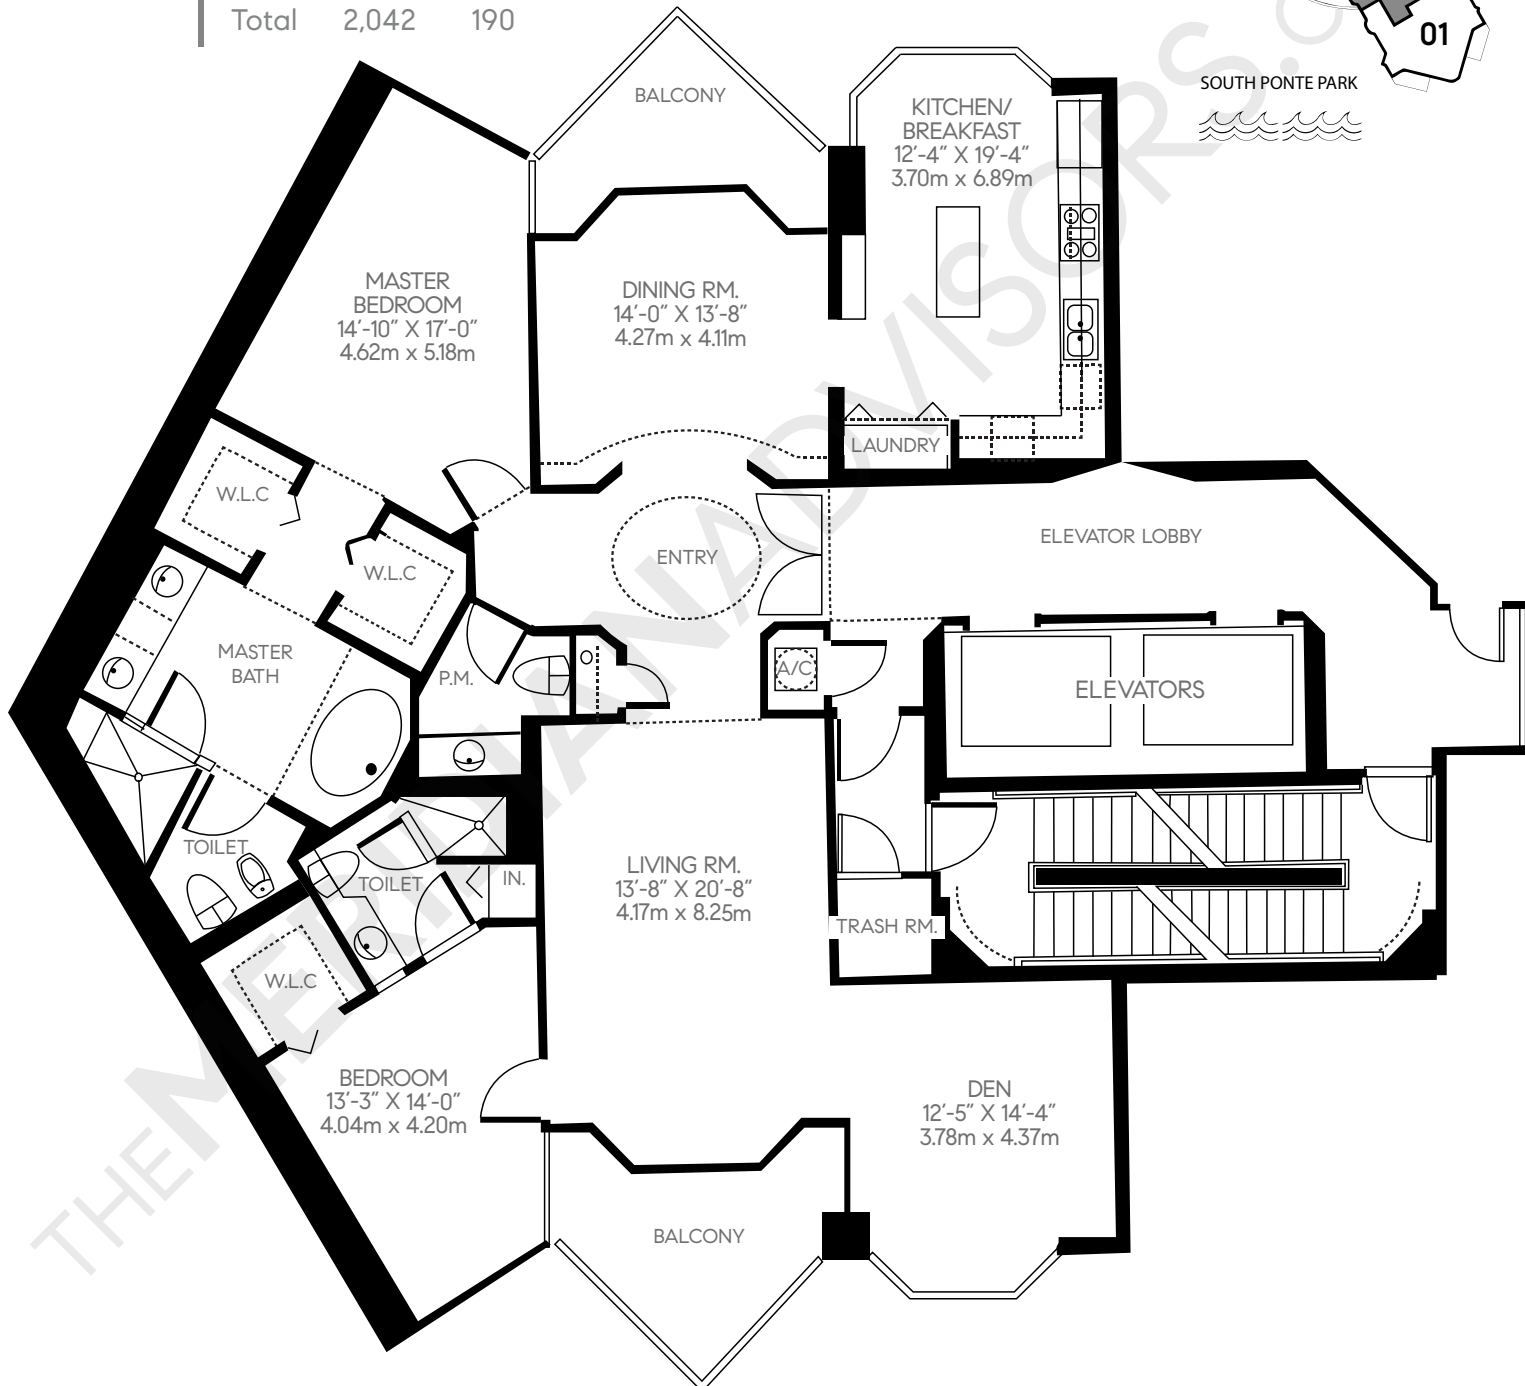 Total 2,042 190
01
SOUTH PONTE PARK
BALCONY
KITCHEN/
BREAKFAST
12'-4" X 19'-4"
3.70m x 6.89m
MASTER
BEDROOM
14'-10" X 17'-0"
4.62m x 5.18m
DINING RM.
14'-0" X 13'-8"
4.27m x 4.11m
LAUNDRY
W.L.C
W.L.C
ENTRY
ELEVATOR LOBBY
MASTER
BATH
P.M.
A/C
ELEVATORS
TOILET
TOILET
IN.
LIVING RM.
13'-8" X 20'-8"
4.17m x 8.25m
TRASH RM.
W.L.C
BEDROOM
13'-3" X 14'-0"
4.04m x 4.20m
DEN
12'-5" X 14'-4"
3.78m x 4.37m
BALCONY
THEMERIDIANADVISORS.